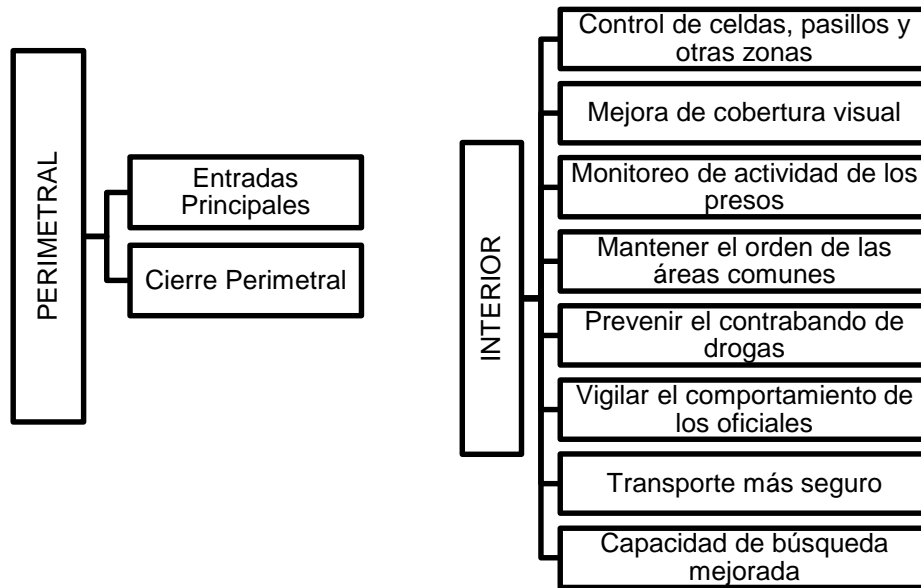 PERIMETRAL
Entradas
Principales
Cierre Perimetral
INTERIOR
Control de celdas, pasillos y
otras zonas
Mejora de cobertura visual
Monitoreo de actividad de los
presos
Mantener el orden de las
áreas comunes
Prevenir el contrabando de
drogas
Vigilar el comportamiento de
los oficiales
Transporte más seguro
Capacidad de búsqueda
mejorada